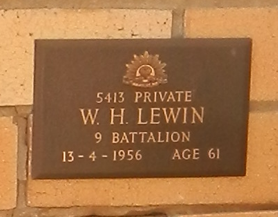 5413 PRIVATE
W. H. LEWIN
9 BATTALION
13-4-1956 AGE 61